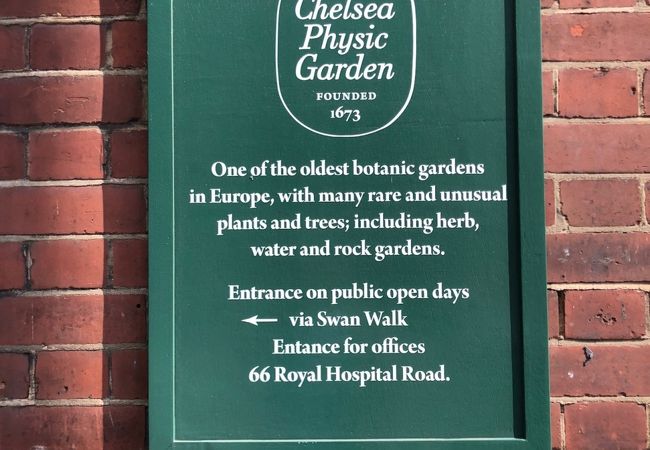 Chelsea
Physic
Garden
FOUNDED
1673
One of the oldest botanic gardens
in Europe, with many rare and unusual
plants and trees; including herb,
water and rock gardens.
Entrance on public open days
← via Swan Walk
Entance for offices
66 Royal Hospital Road.